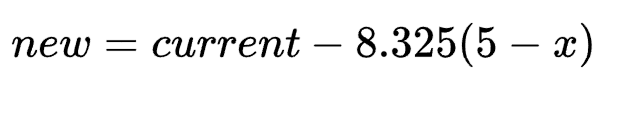 new = current − 8.325(5 − x)